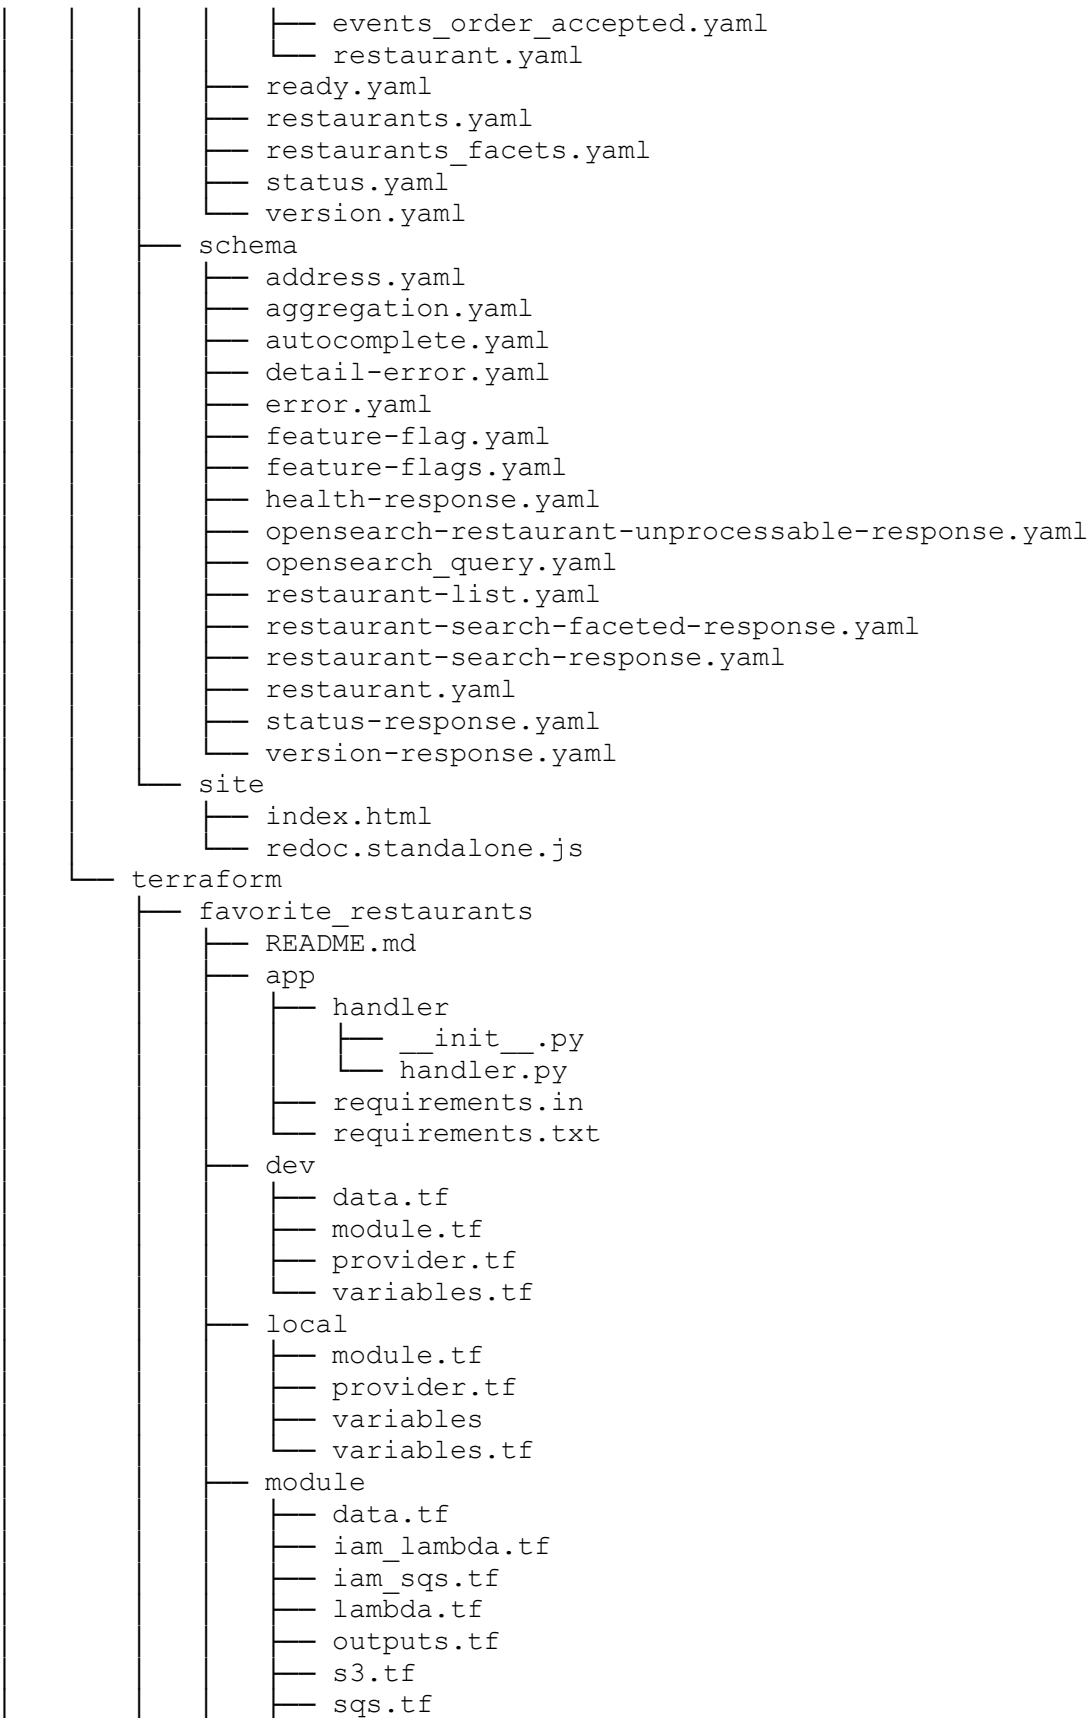 │   │   │   │   ├── events_order_accepted.yaml
│   │   │   │   └── restaurant.yaml
│   │   │   ├── ready.yaml
│   │   │   ├── restaurants.yaml
│   │   │   ├── restaurants_facets.yaml
│   │   │   ├── status.yaml
│   │   │   └── version.yaml
│   │   ├── schema
│   │   │   ├── address.yaml
│   │   │   ├── aggregation.yaml
│   │   │   ├── autocomplete.yaml
│   │   │   ├── detail-error.yaml
│   │   │   ├── error.yaml
│   │   │   ├── feature-flag.yaml
│   │   │   ├── feature-flags.yaml
│   │   │   ├── health-response.yaml
│   │   │   ├── opensearch-restaurant-unprocessable-response.yaml
│   │   │   ├── opensearch_query.yaml
│   │   │   ├── restaurant-list.yaml
│   │   │   ├── restaurant-search-faceted-response.yaml
│   │   │   ├── restaurant-search-response.yaml
│   │   │   ├── restaurant.yaml
│   │   │   ├── status-response.yaml
│   │   │   └── version-response.yaml
│   │   └── site
│   │       ├── index.html
│   │       └── redoc.standalone.js
│   └── terraform
│       ├── favorite_restaurants
│       │   ├── README.md
│       │   ├── app
│       │   │   ├── handler
│       │   │   │   ├── __init__.py
│       │   │   │   └── handler.py
│       │   │   ├── requirements.in
│       │   │   └── requirements.txt
│       │   ├── dev
│       │   │   ├── data.tf
│       │   │   ├── module.tf
│       │   │   ├── provider.tf
│       │   │   └── variables.tf
│       │   ├── local
│       │   │   ├── module.tf
│       │   │   ├── provider.tf
│       │   │   ├── variables
│       │   │   └── variables.tf
│       │   ├── module
│       │   │   ├── data.tf
│       │   │   ├── iam_lambda.tf
│       │   │   ├── iam_sqs.tf
│       │   │   ├── lambda.tf
│       │   │   ├── outputs.tf
│       │   │   ├── s3.tf
│       │   │   ├── sqs.tf